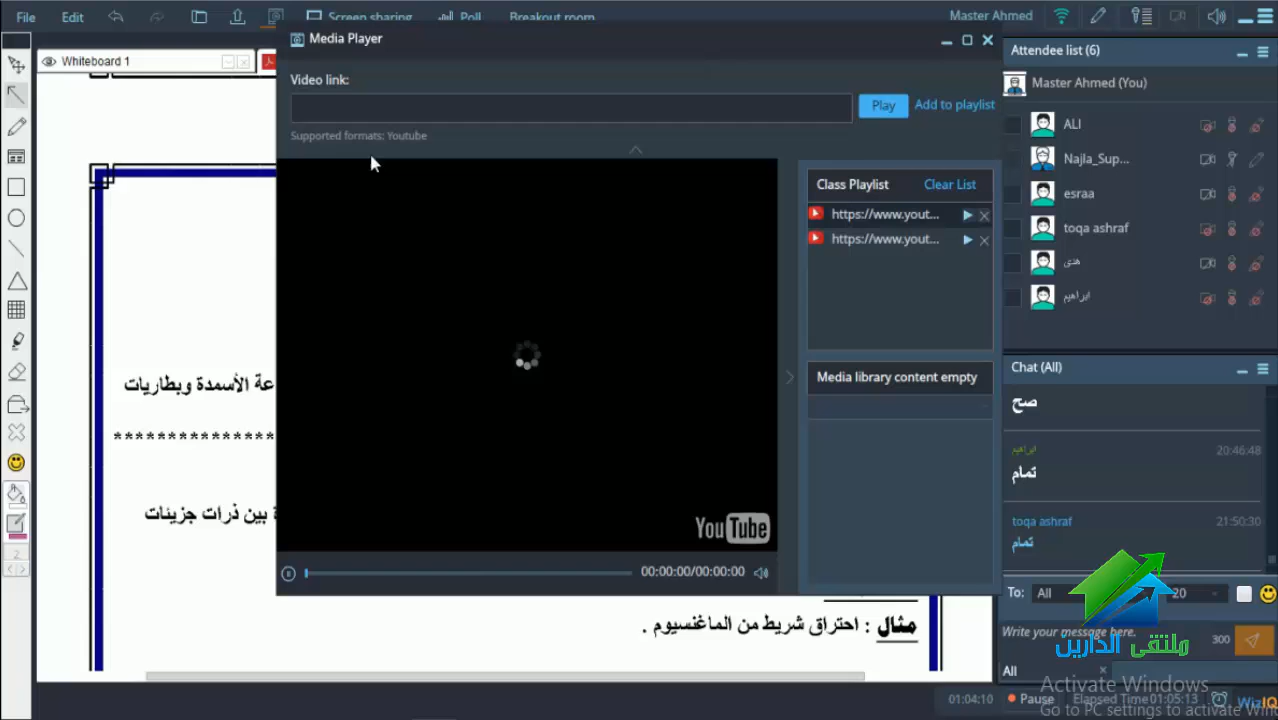 File Edit Screen sharing Poll Breakout room Master Ahmed
Whiteboard 1
Media Player
Video link:
Play Add to playlist
Supported formats: Youtube
Class Playlist Clear List
https://www.yout...
https://www.yout...
Media library content empty
YouTube
00:00:00/00:00:00
عة الأسمدة وبطاريات
**************
ة بين ذرات جزيئات
مثال : احتراق شريط من الماغنسيوم .
Attendee list (6)
Master Ahmed (You)
ALI
Najla_Sup...
esraa
toqa ashraf
هدى
ابراهيم
Chat (All)
صح
ابراهيم 20:46:48
تمام
toqa ashraf 21:50:30
تمام
To: All 20
Write your message here. 300
ملتقى الدارين
All
Activate Windows
Go to PC settings to activate Win
01:04:10 Pause Elapsed Time 01:05:13 WizIQ
2